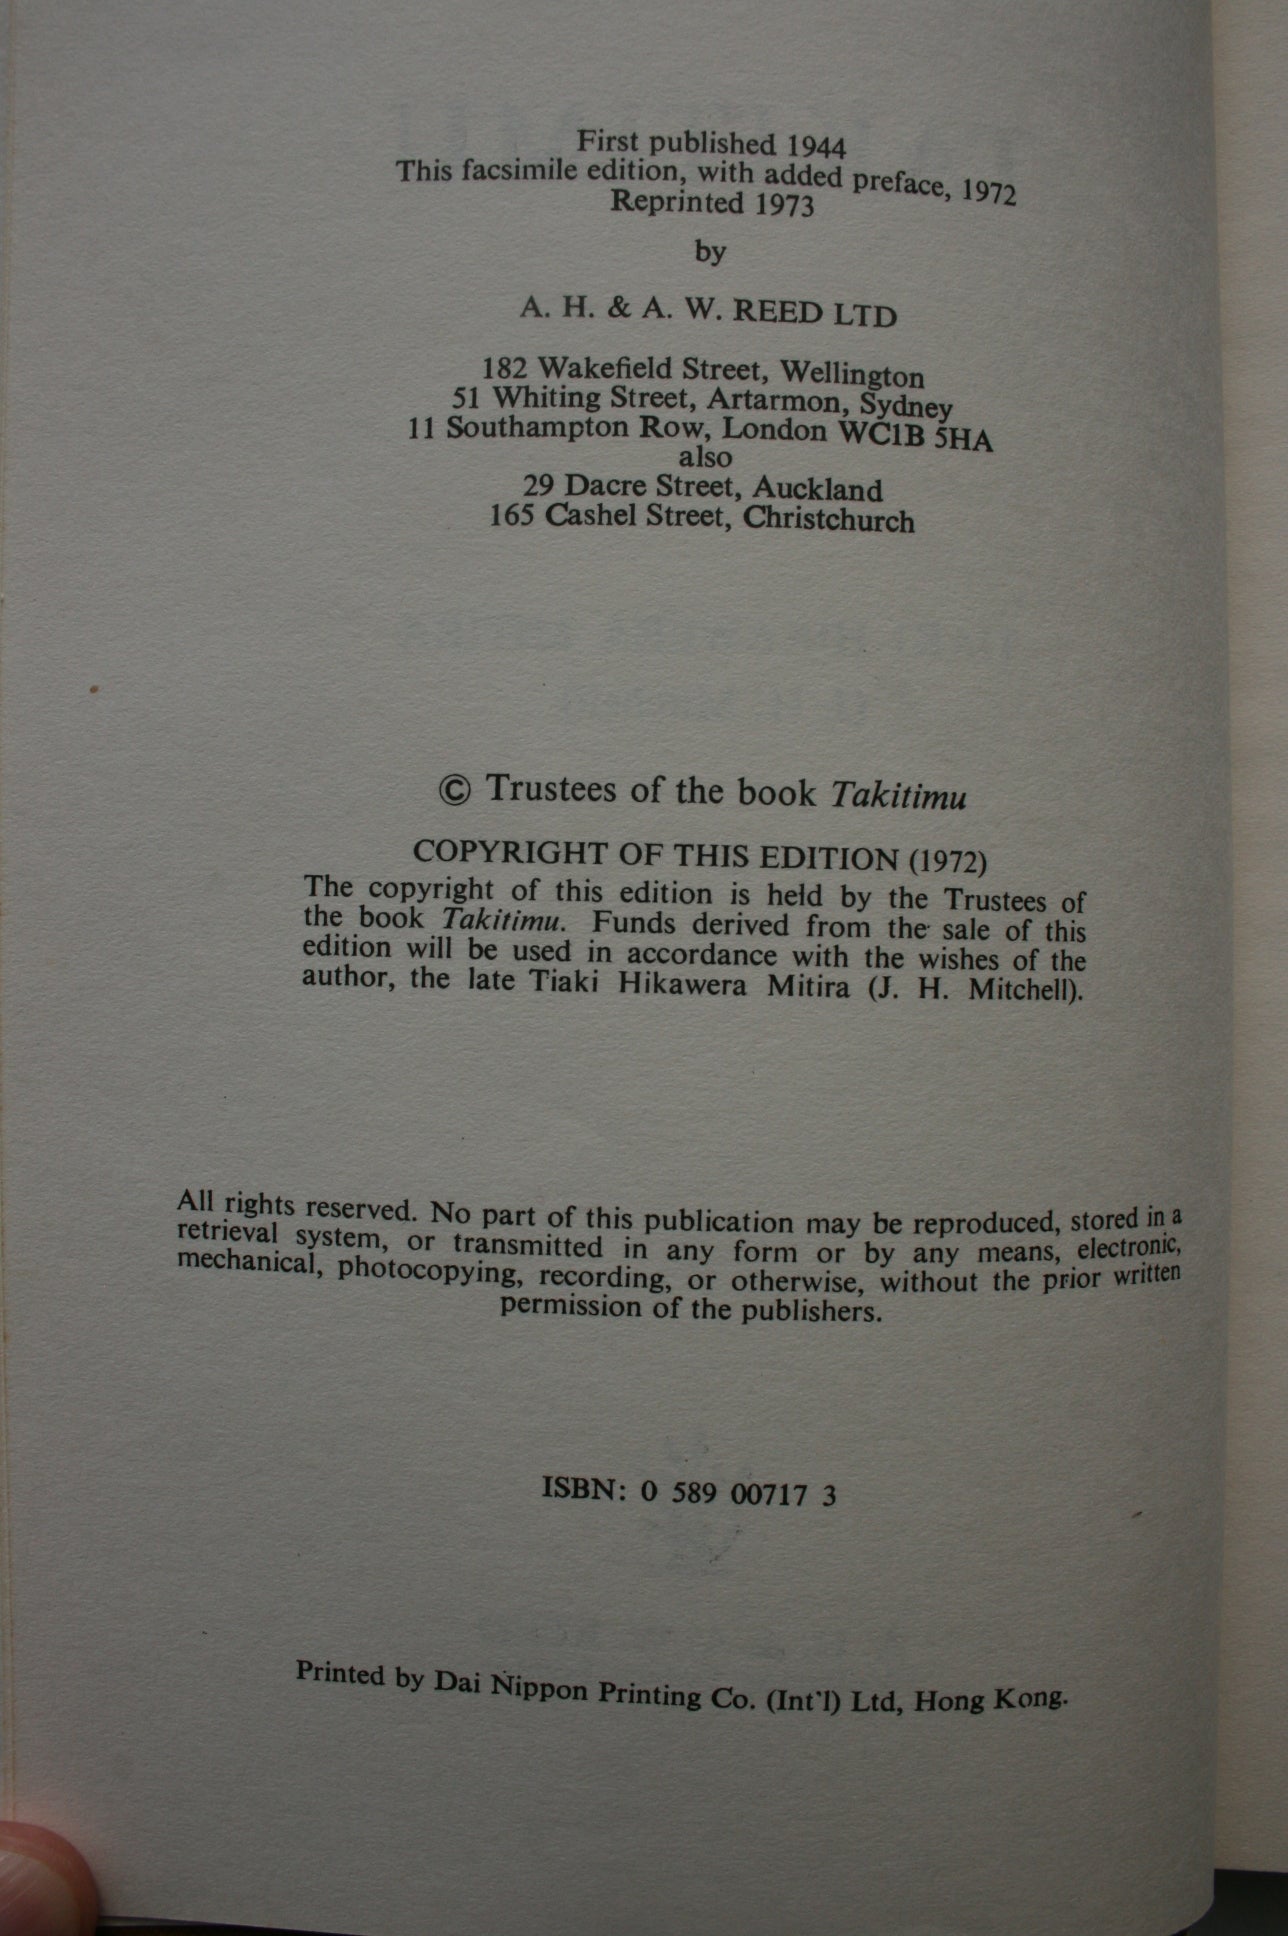 First published 1944
This facsimile edition, with added preface, 1972
Reprinted 1973
by
A. H. & A. W. REED LTD
182 Wakefield Street, Wellington
51 Whiting Street, Artarmon, Sydney
11 Southampton Row, London WC1B 5HA
also
29 Dacre Street, Auckland
165 Cashel Street, Christchurch
© Trustees of the book Takitimu
COPYRIGHT OF THIS EDITION (1972)
The copyright of this edition is held by the Trustees of
the book Takitimu. Funds derived from the sale of this
edition will be used in accordance with the wishes of the
author, the late Tiaki Hikawera Mitira (J. H. Mitchell).
All rights reserved. No part of this publication may be reproduced, stored in a
retrieval system, or transmitted in any form or by any means, electronic,
mechanical, photocopying, recording, or otherwise, without the prior written
permission of the publishers.
ISBN: 0 589 00717 3
Printed by Dai Nippon Printing Co. (Int'l) Ltd, Hong Kong.